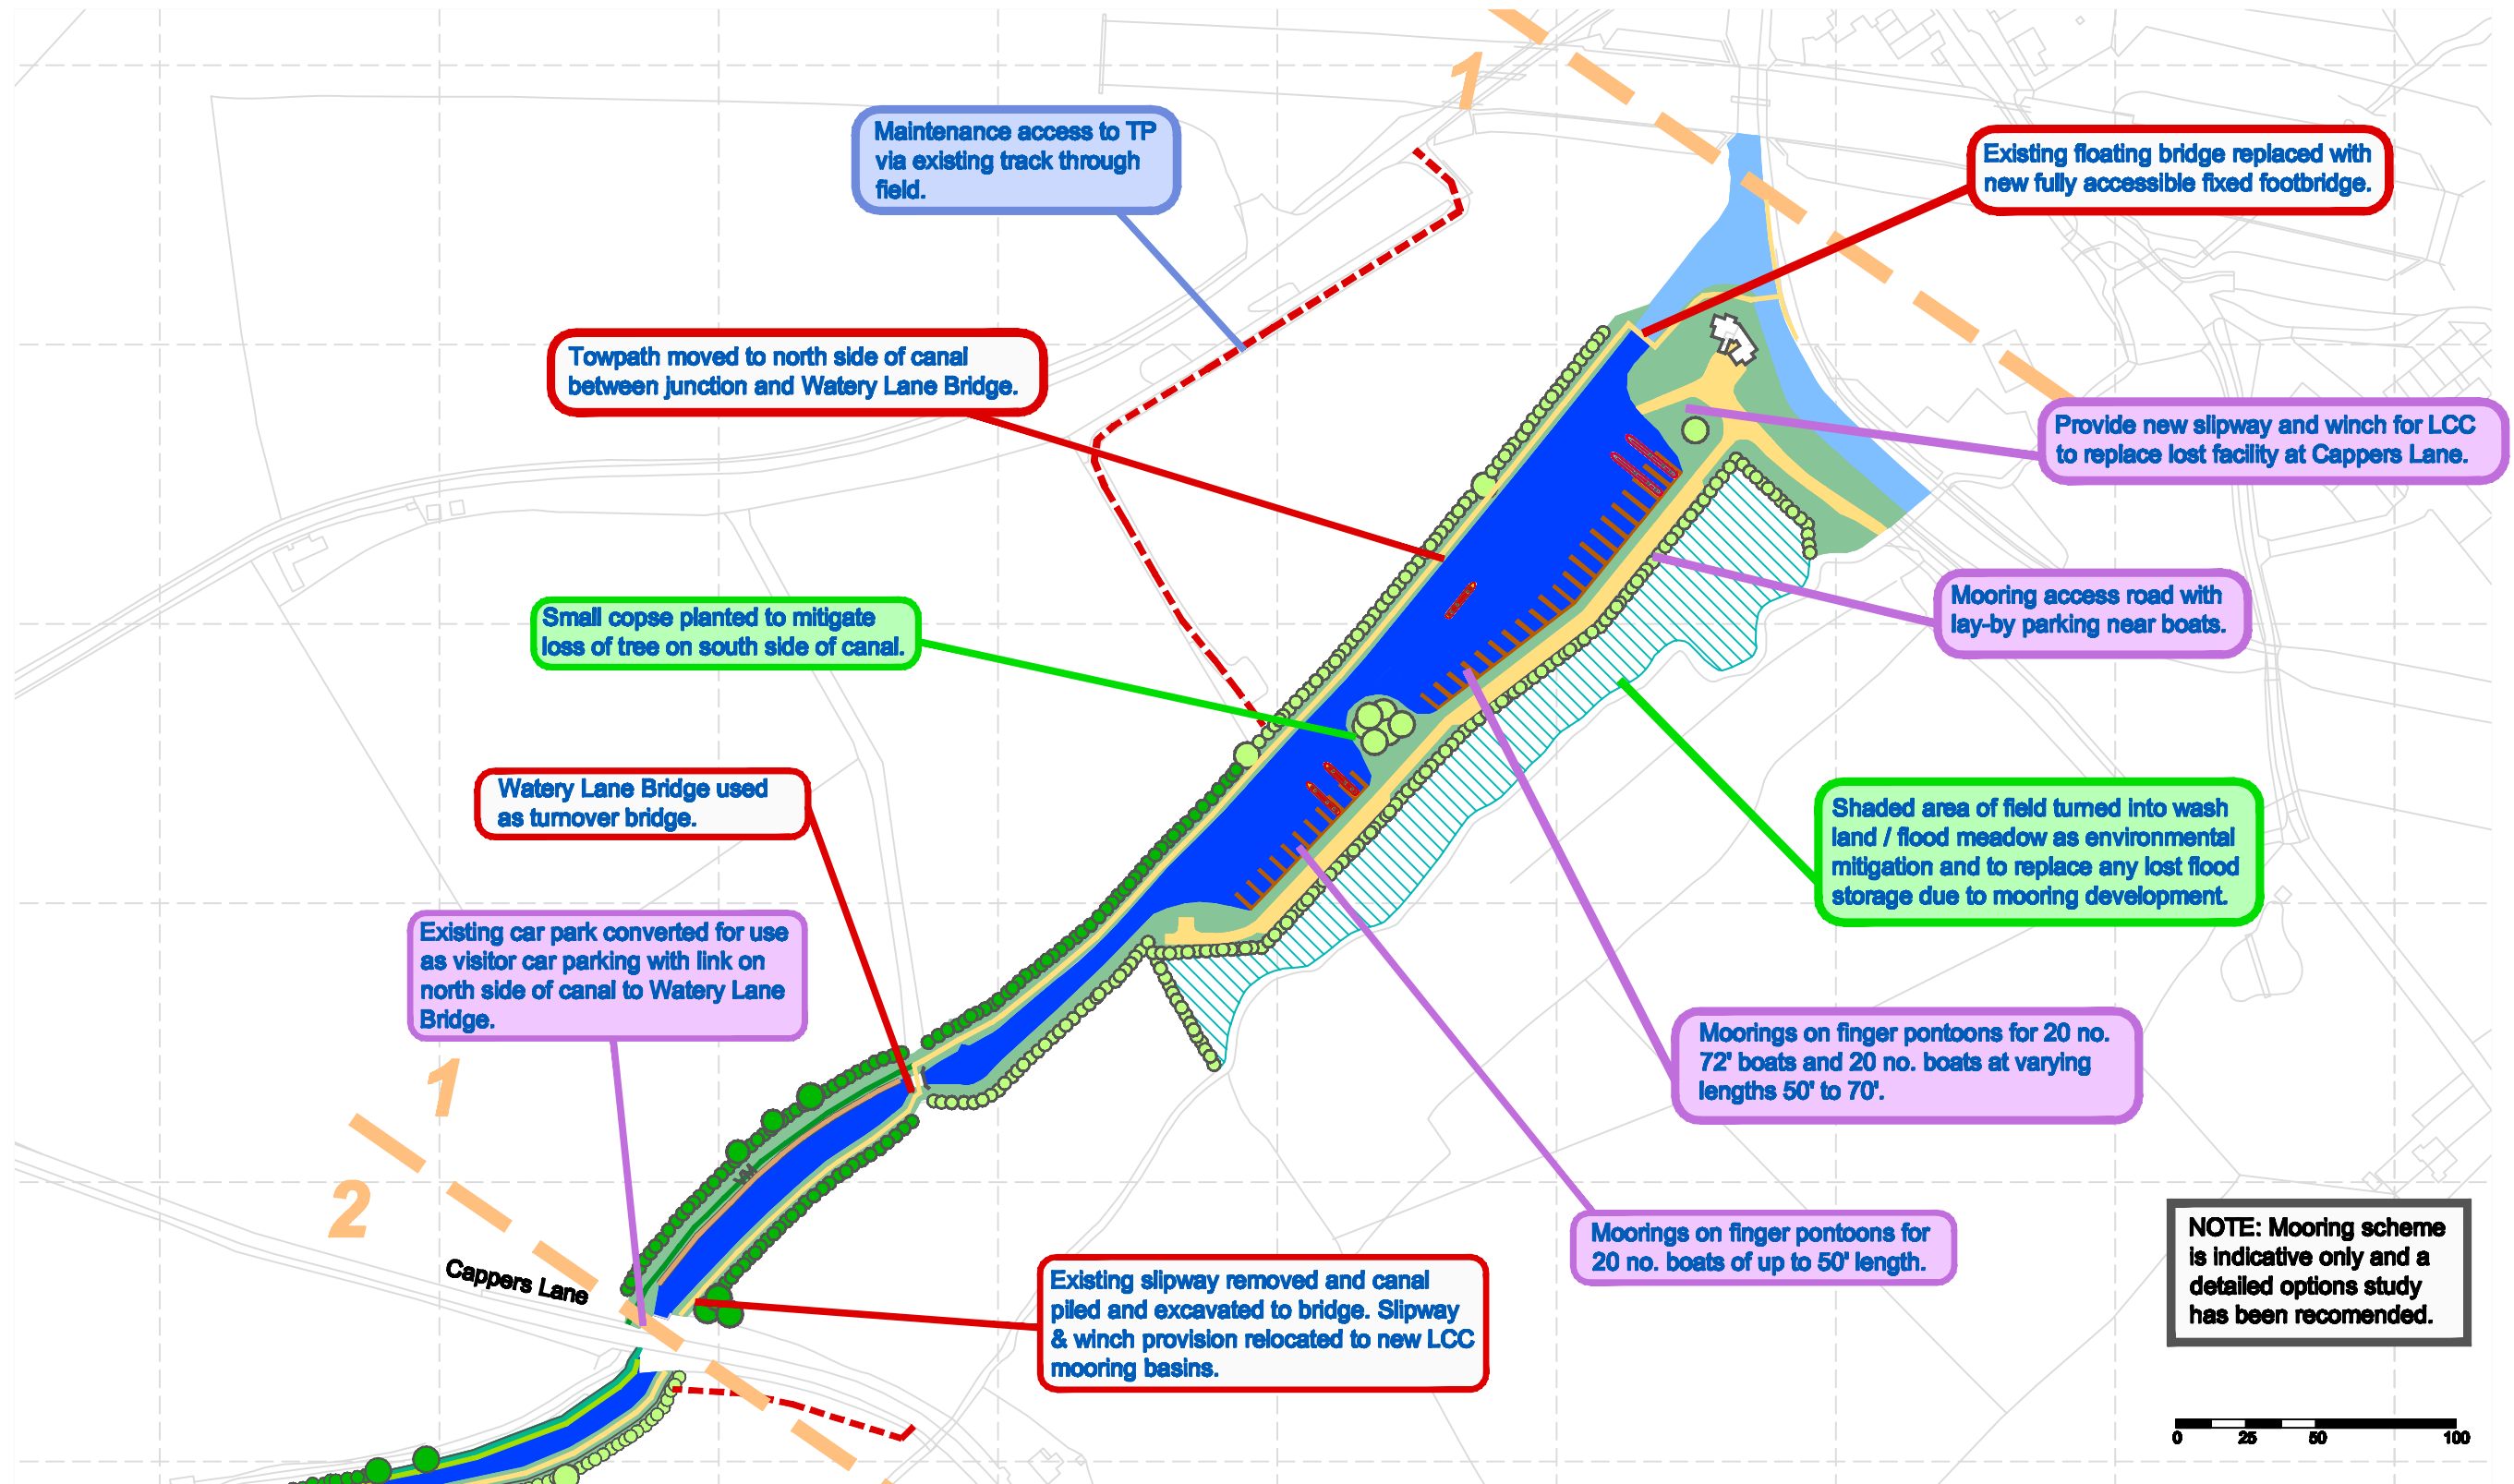 1
Maintenance access to TP
via existing track through
field.
Existing floating bridge replaced with
new fully accessible fixed footbridge.
Towpath moved to north side of canal
between junction and Watery Lane Bridge.
Provide new slipway and winch for LCC
to replace lost facility at Cappers Lane.
Mooring access road with
lay-by parking near boats.
Small copse planted to mitigate
loss of tree on south side of canal.
Watery Lane Bridge used
as turnover bridge.
Shaded area of field turned into wash
land / flood meadow as environmental
mitigation and to replace any lost flood
storage due to mooring development.
Existing car park converted for use
as visitor car parking with link on
north side of canal to Watery Lane
Bridge.
Moorings on finger pontoons for 20 no.
72' boats and 20 no. boats at varying
lengths 50' to 70'.
1
2
VM
Moorings on finger pontoons for
20 no. boats of up to 50' length.
Cappers Lane
Existing slipway removed and canal
piled and excavated to bridge. Slipway
& winch provision relocated to new LCC
mooring basins.
NOTE: Mooring scheme
is indicative only and a
detailed options study
has been recomended.
0 25 50 100